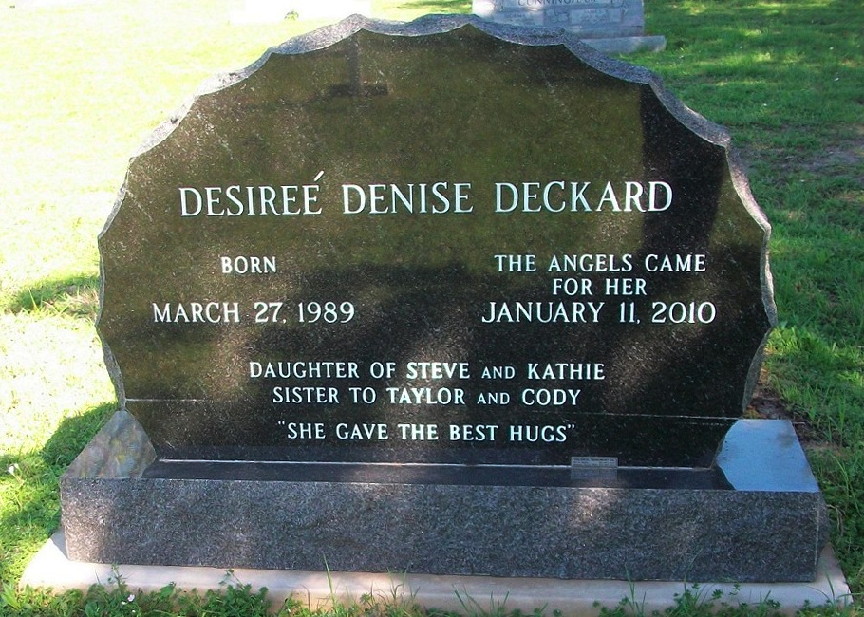 DESIREÉ DENISE DECKARD
BORN
MARCH 27, 1989
THE ANGELS CAME
FOR HER
JANUARY 11, 2010
DAUGHTER OF STEVE AND KATHIE
SISTER TO TAYLOR AND CODY
"SHE GAVE THE BEST HUGS"